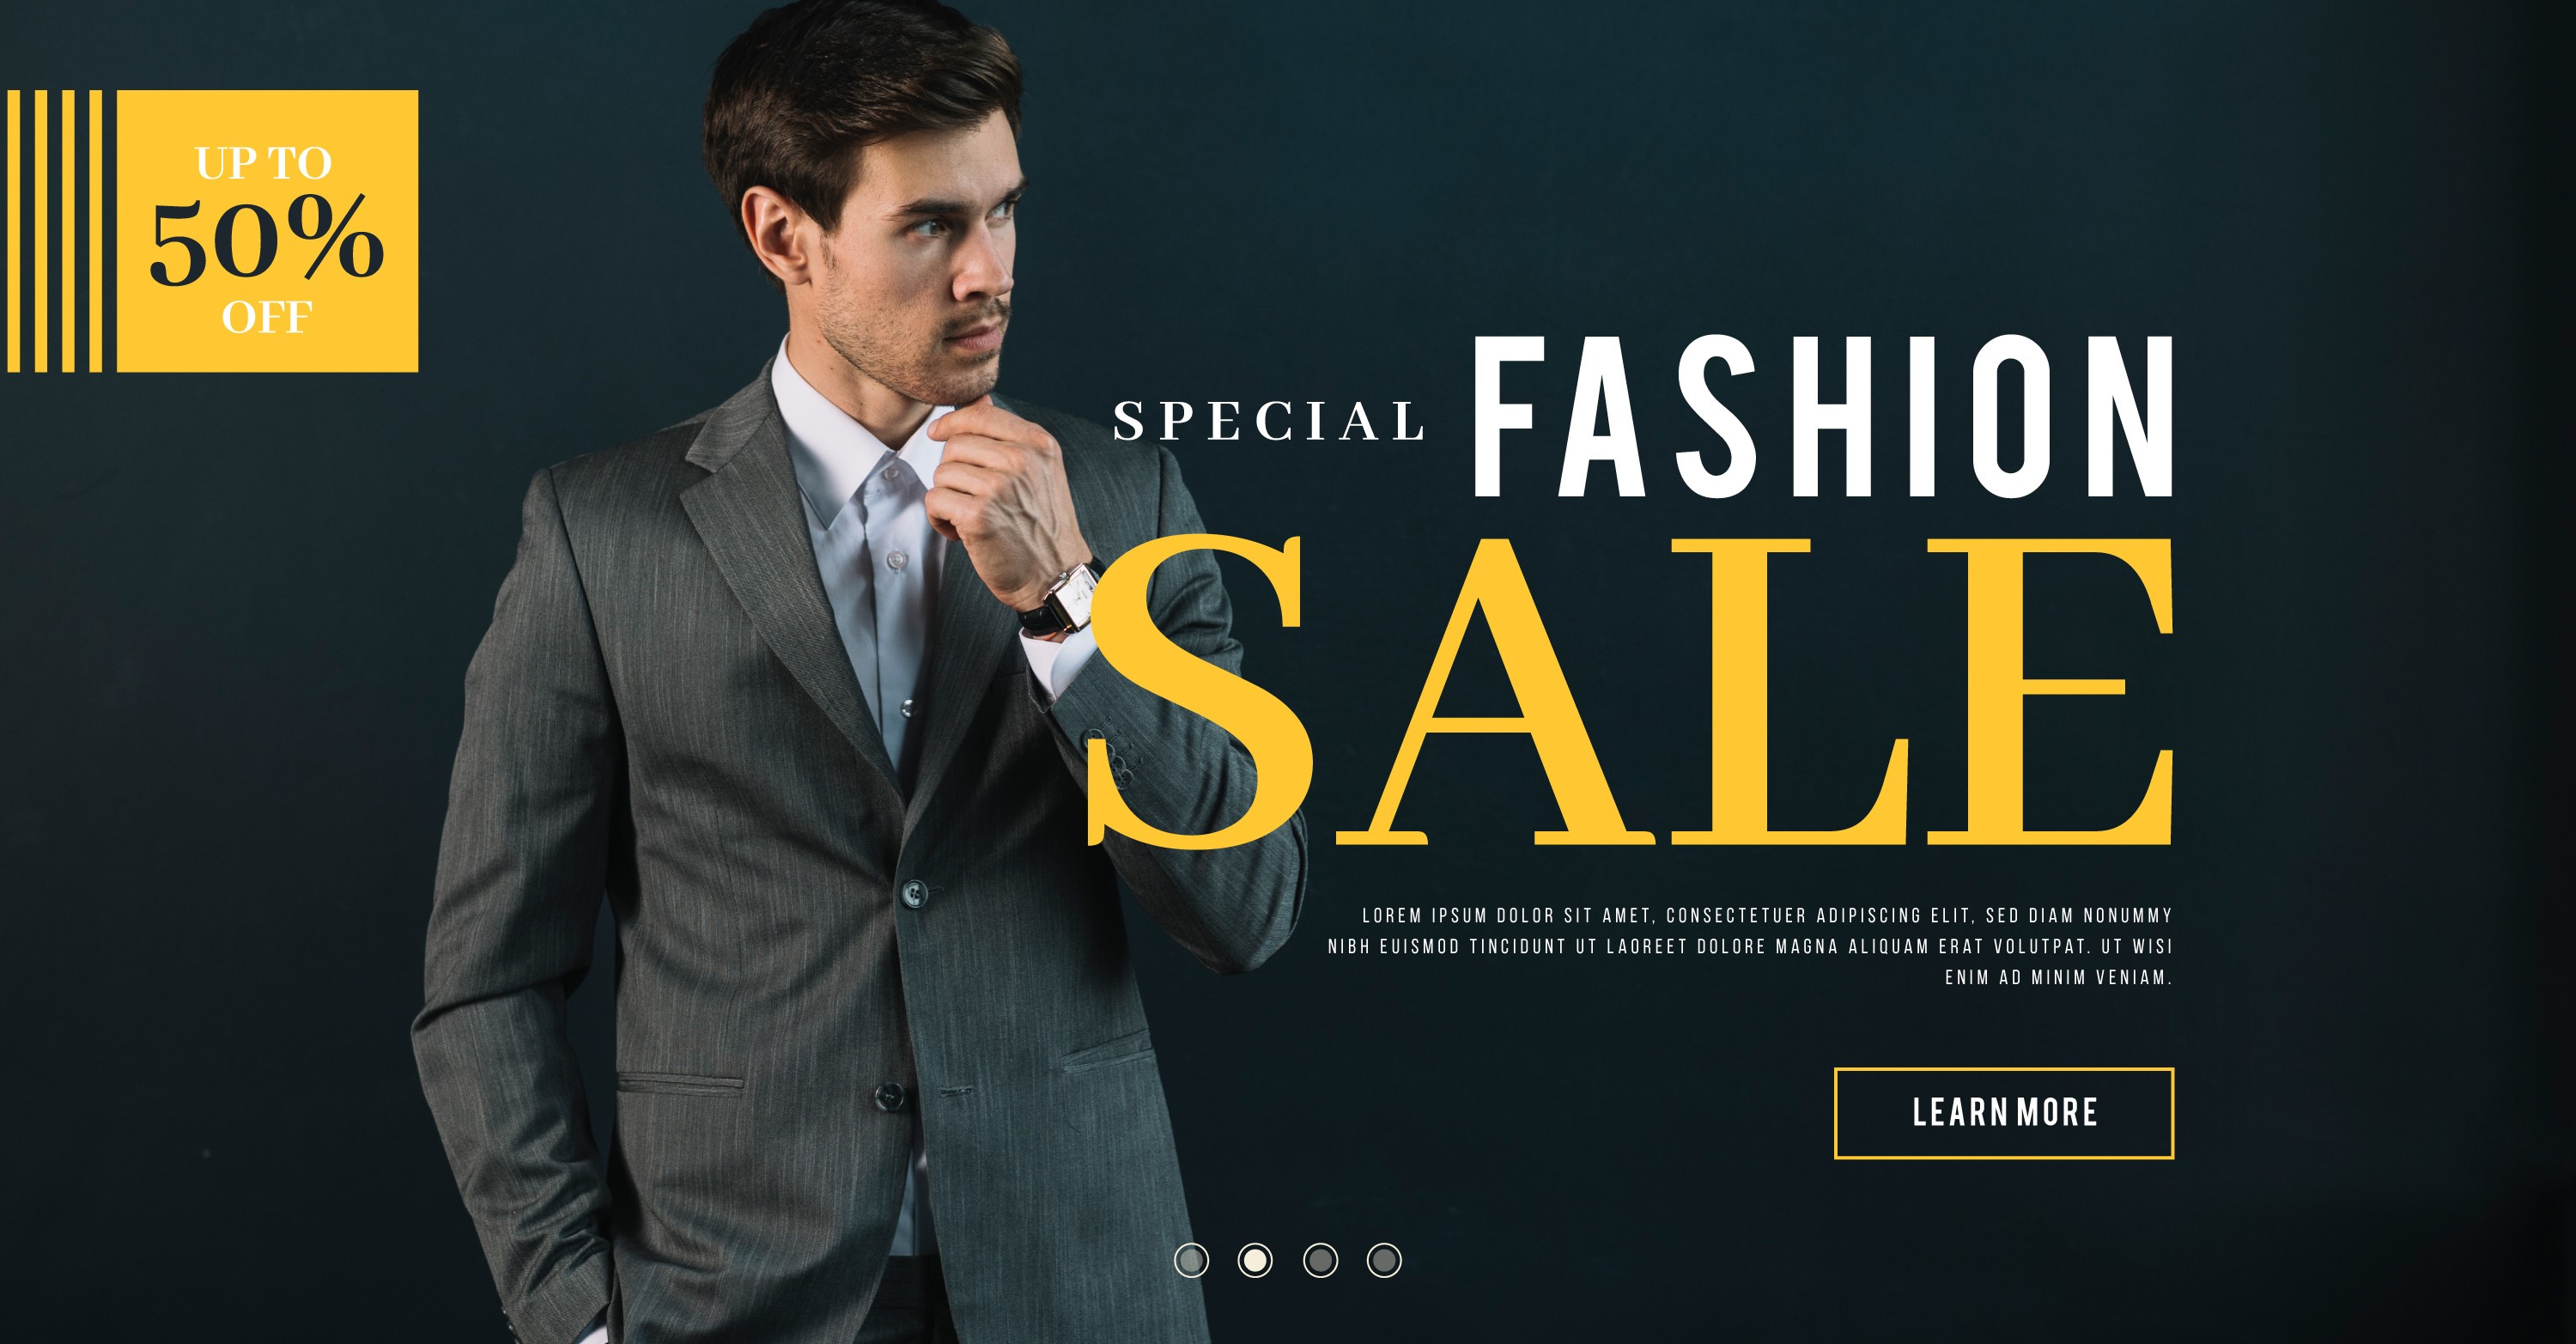 UP TO
50%
OFF
SPECIAL FASHION
SALE
LOREM IPSUM DOLOR SIT AMET, CONSECTETUER ADIPISCING ELIT, SED DIAM NONUMMY
NIBH EUISMOD TINCIDUNT UT LAOREET DOLORE MAGNA ALIQUAM ERAT VOLUTPAT. UT WISI
ENIM AD MINIM VENIAM.
LEARN MORE